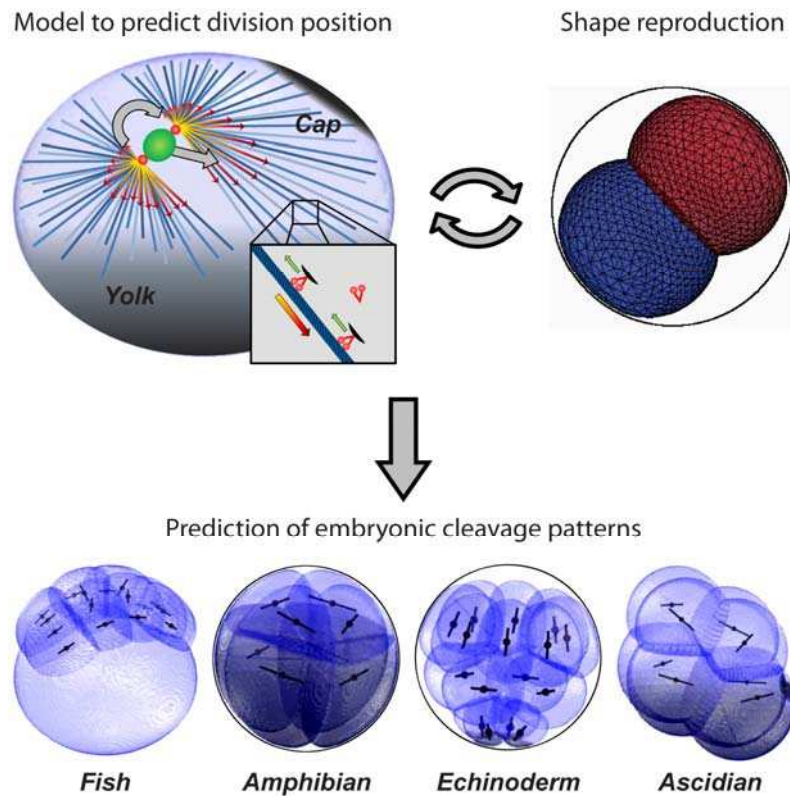 Model to predict division position
Shape reproduction
Cap
Yolk
Prediction of embryonic cleavage patterns
Fish
Amphibian
Echinoderm
Ascidian